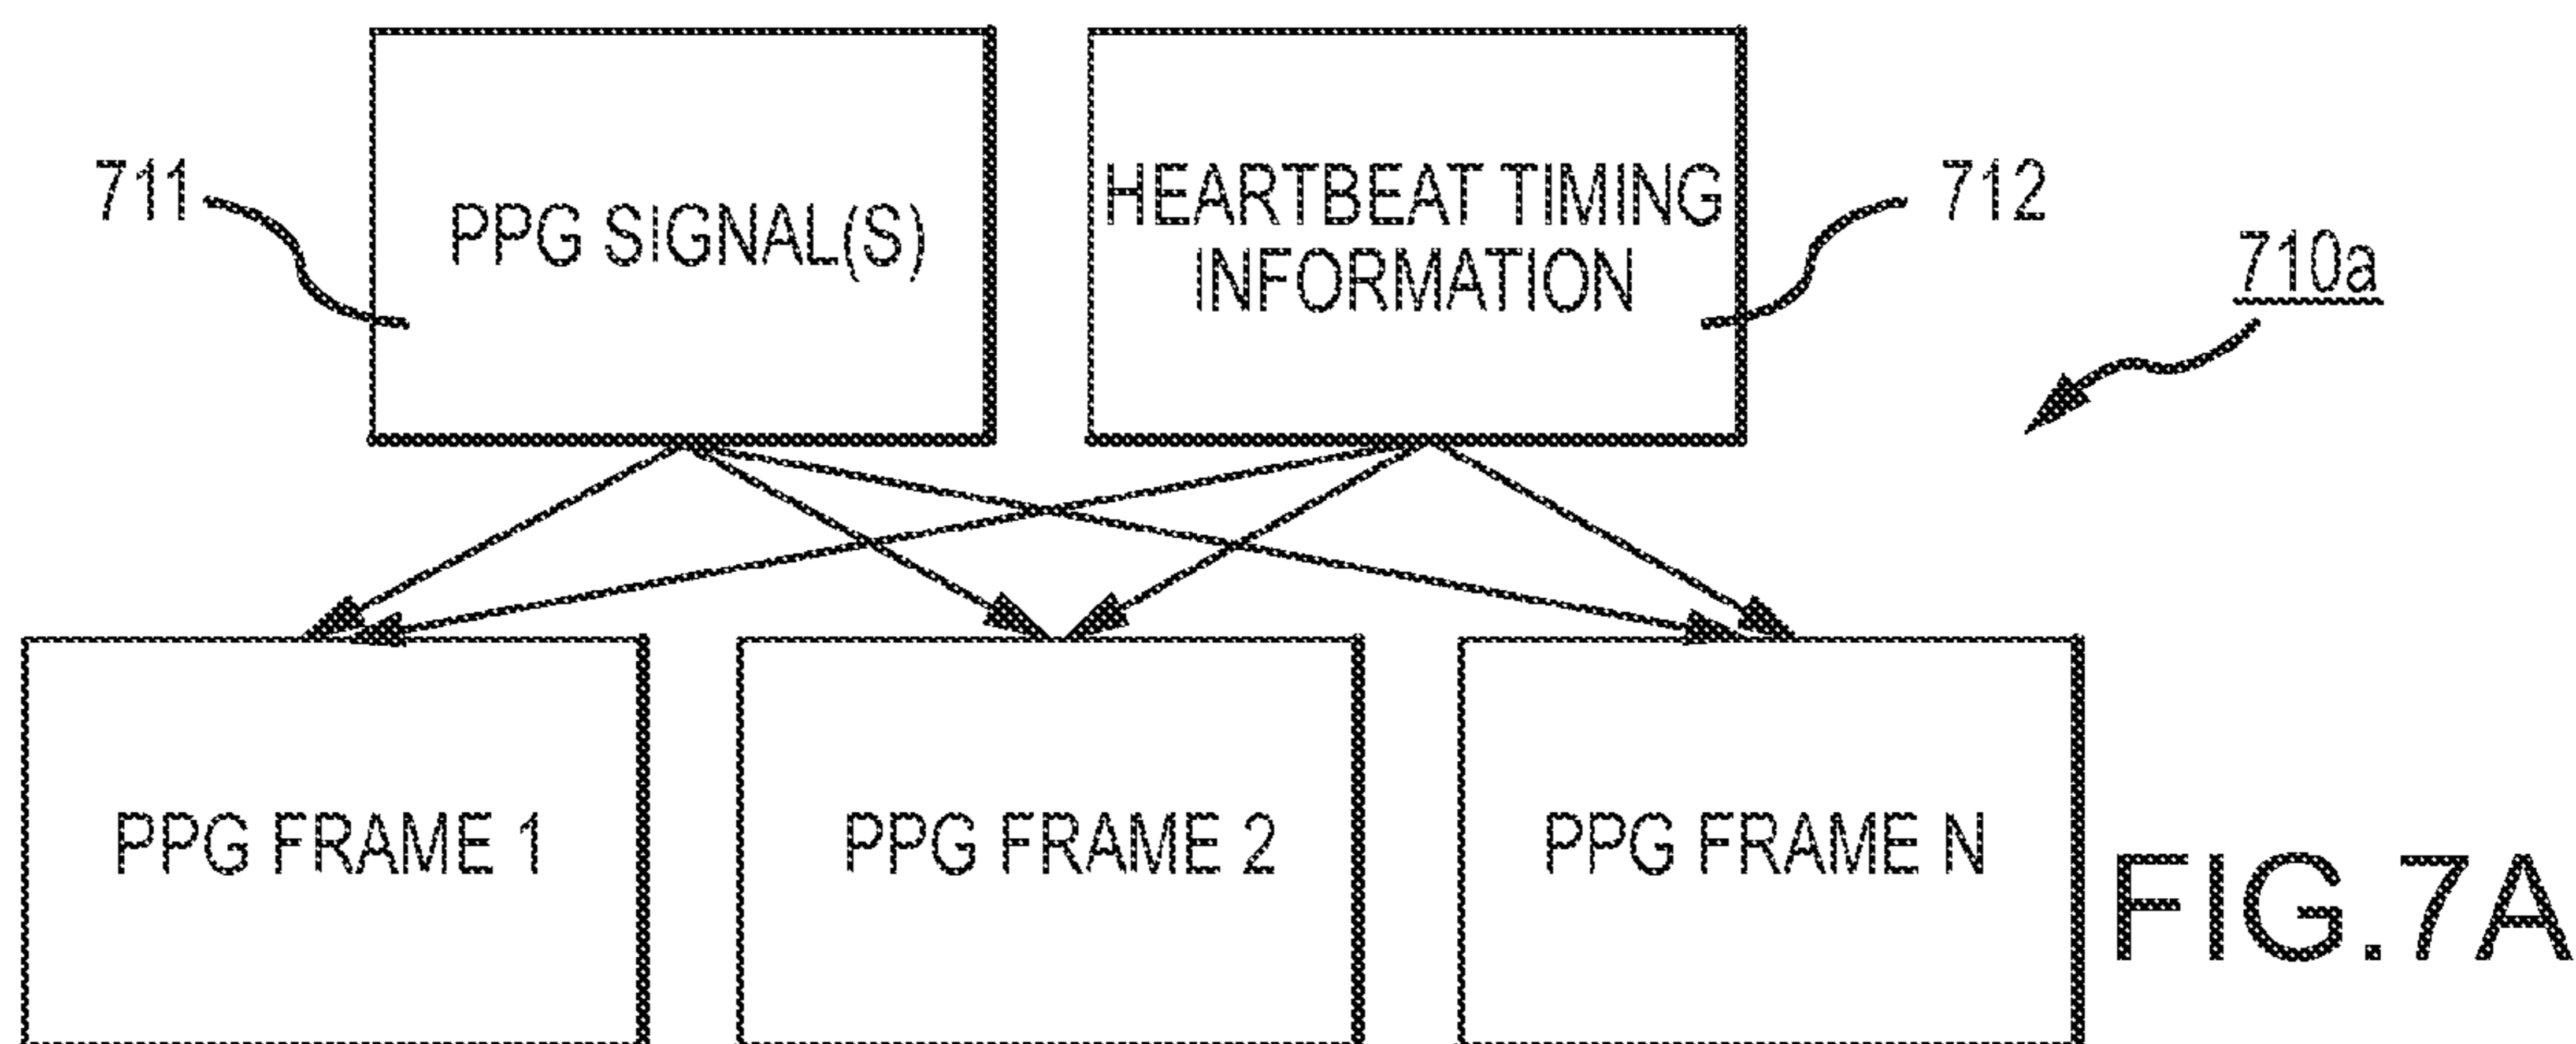 711
PPG SIGNAL(S)
HEARTBEAT TIMING
INFORMATION
712
710a
PPG FRAME 1
PPG FRAME 2
PPG FRAME N
FIG.7A